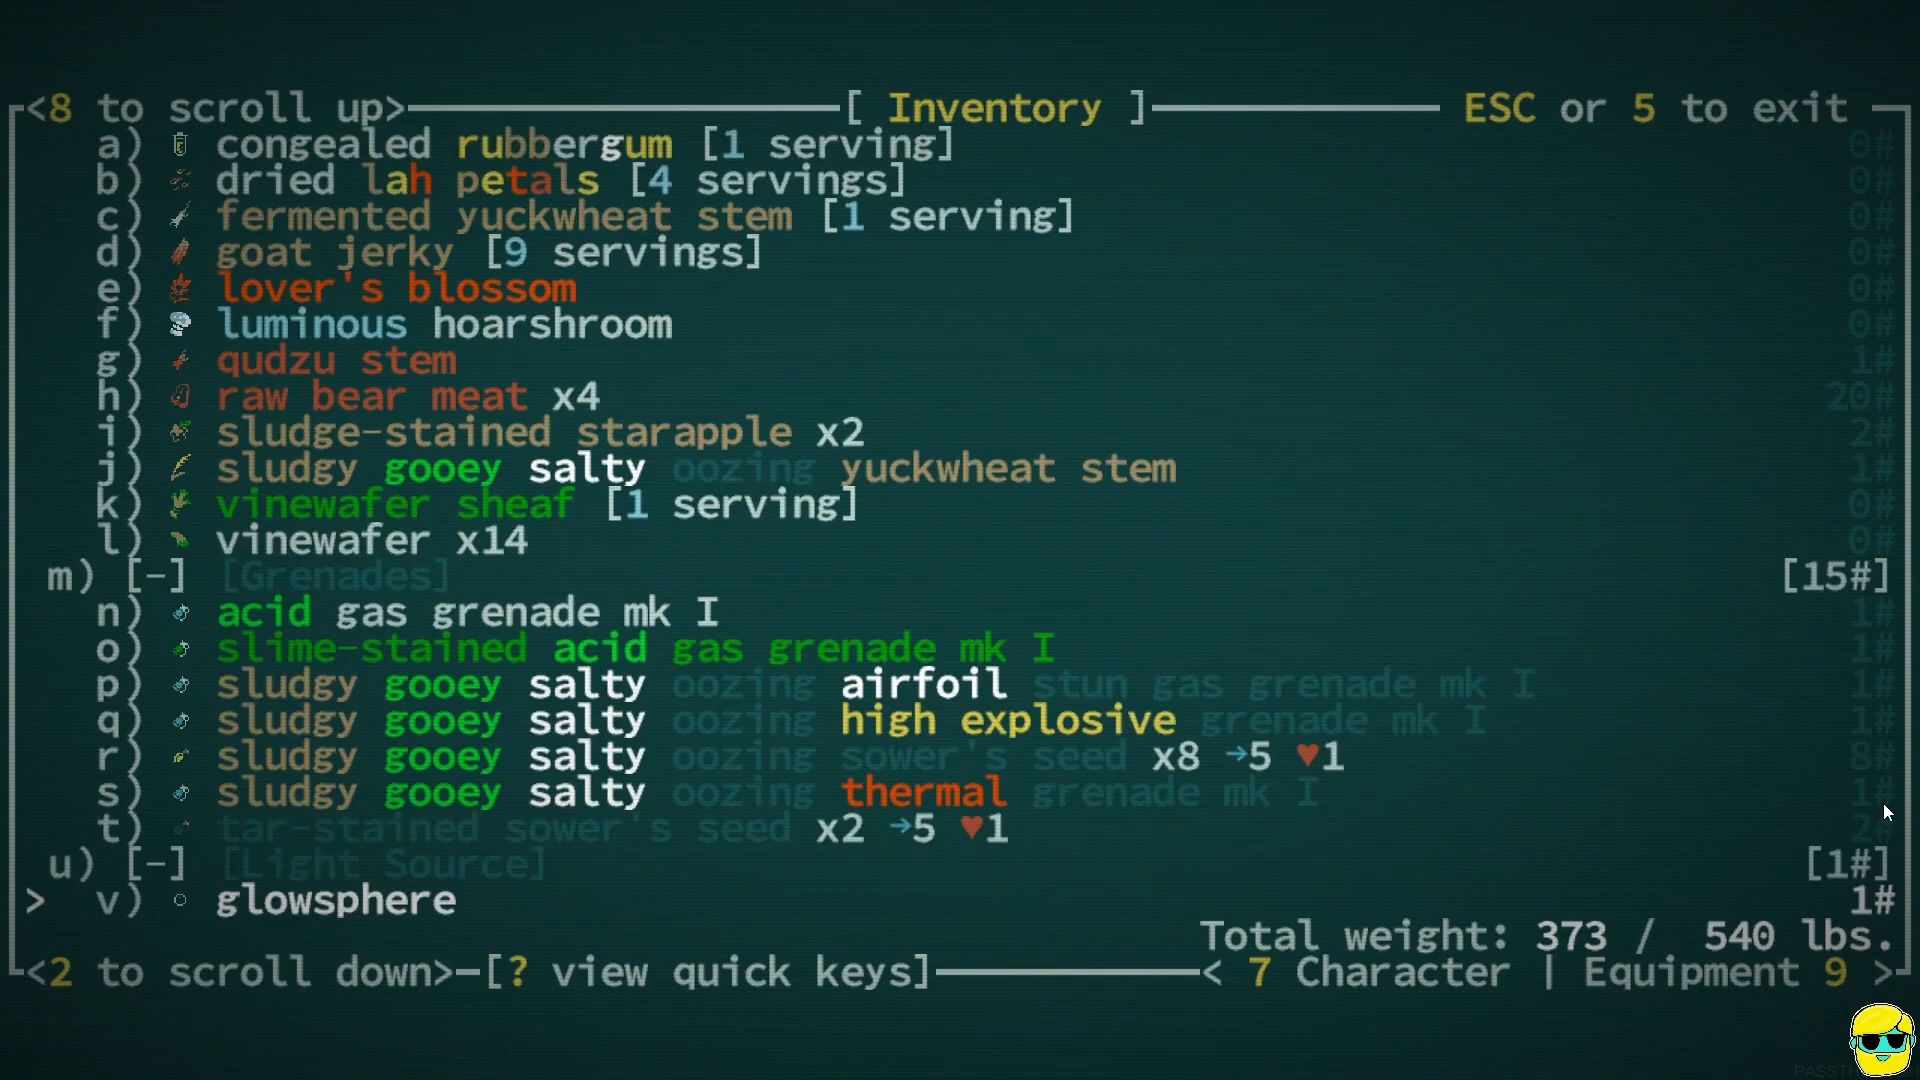 <8 to scroll up> [ Inventory ] ESC or 5 to exit
a) congealed rubbergum [1 serving] 0#
b) dried lah petals [4 servings] 0#
c) fermented yuckwheat stem [1 serving] 0#
d) goat jerky [9 servings] 0#
e) lover's blossom 0#
f) luminous hoarshroom 0#
g) qudzu stem 1#
h) raw bear meat x4 20#
i) sludge-stained starapple x2 2#
j) sludgy gooey salty oozing yuckwheat stem 1#
k) vinewafer sheaf [1 serving] 0#
l) vinewafer x14 0#
m) [-] [Grenades] [15#]
n) acid gas grenade mk I 1#
o) slime-stained acid gas grenade mk I 1#
p) sludgy gooey salty oozing airfoil stun gas grenade mk I 1#
q) sludgy gooey salty oozing high explosive grenade mk I 1#
r) sludgy gooey salty oozing sower's seed x8 →5 ♥1 8#
s) sludgy gooey salty oozing thermal grenade mk I 1#
t) tar-stained sower's seed x2 →5 ♥1 2#
u) [-] [Light Source] [1#]
> v) glowsphere 1#
Total weight: 373 / 540 lbs.
<2 to scroll down> [? view quick keys] < 7 Character | Equipment 9 >